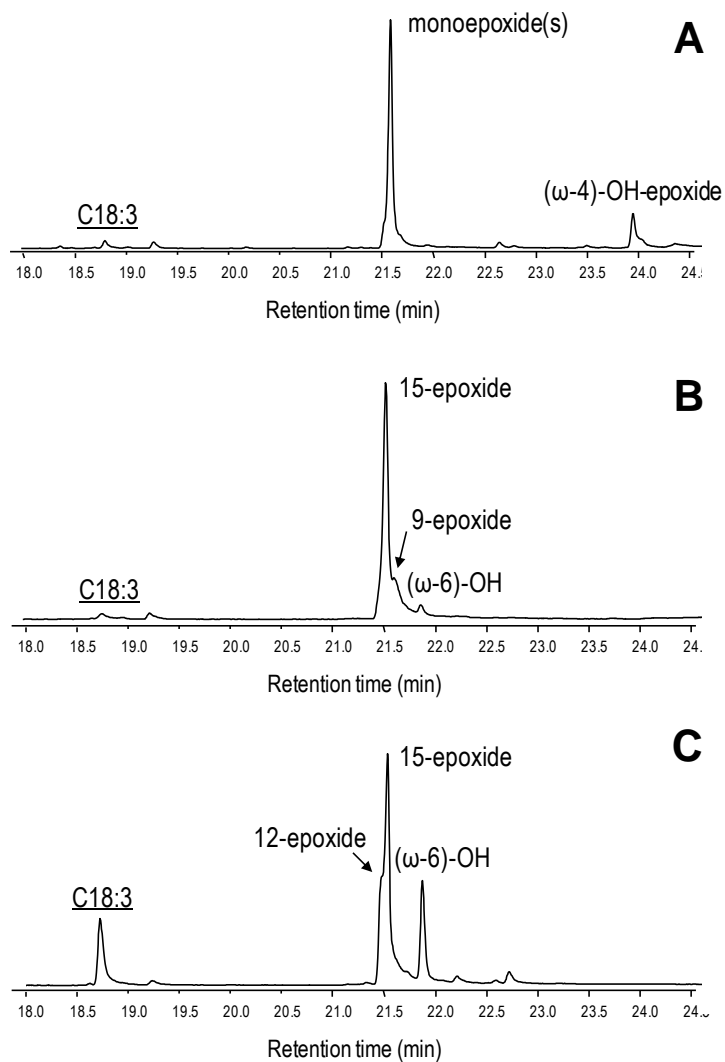 monoepoxide(s)
A
(ω-4)-OH-epoxide
C18:3
18.0 18.5 19.0 19.5 20.0 20.5 21.0 21.5 22.0 22.5 23.0 23.5 24.0 24.5
Retention time (min)
B
15-epoxide
9-epoxide
(ω-6)-OH
C18:3
18.0 18.5 19.0 19.5 20.0 20.5 21.0 21.5 22.0 22.5 23.0 23.5 24.0 24.
Retention time (min)
C
15-epoxide
12-epoxide
(ω-6)-OH
C18:3
18.0 18.5 19.0 19.5 20.0 20.5 21.0 21.5 22.0 22.5 23.0 23.5 24.0 24.
Retention time (min)